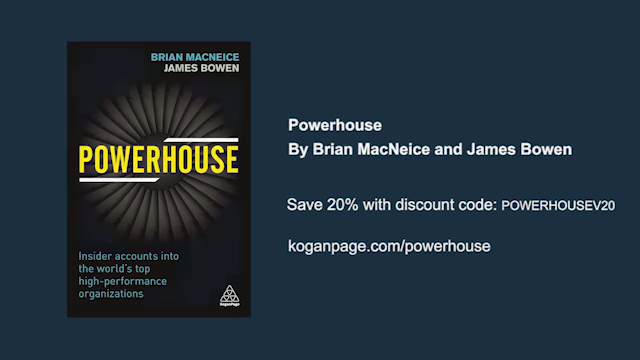 BRIAN MACNEICE
JAMES BOWEN
POWERHOUSE
Insider accounts into
the world's top
high-performance
organizations
KoganPage
Powerhouse
By Brian MacNeice and James Bowen
Save 20% with discount code: POWERHOUSEV20
koganpage.com/powerhouse